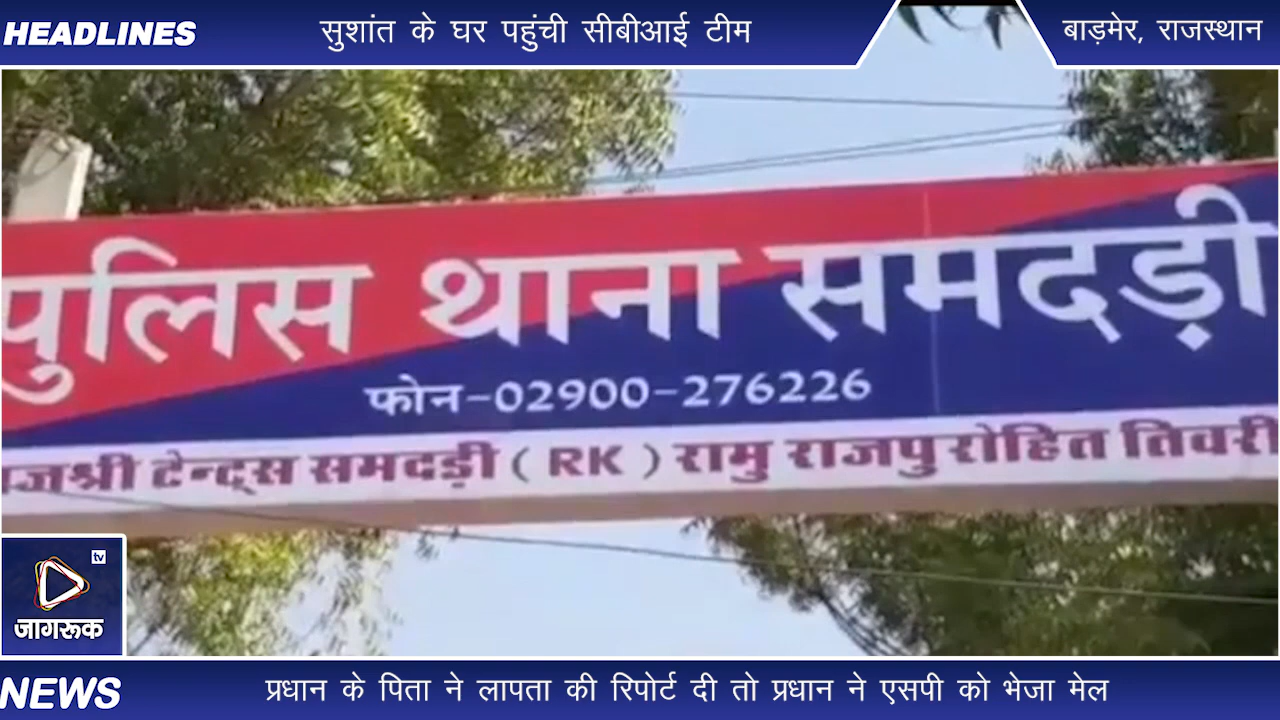 HEADLINES
सुशांत के घर पहुंची सीबीआई टीम
बाड़मेर, राजस्थान
पुलिस थाना समदड़ी
फोन-02900-276226
टेन्ट्स समदड़ी ( RK ) रामु राजपुरोहित तिवरी
tv
जागरूक
NEWS
प्रधान के पिता ने लापता की रिपोर्ट दी तो प्रधान ने एसपी को भेजा मेल